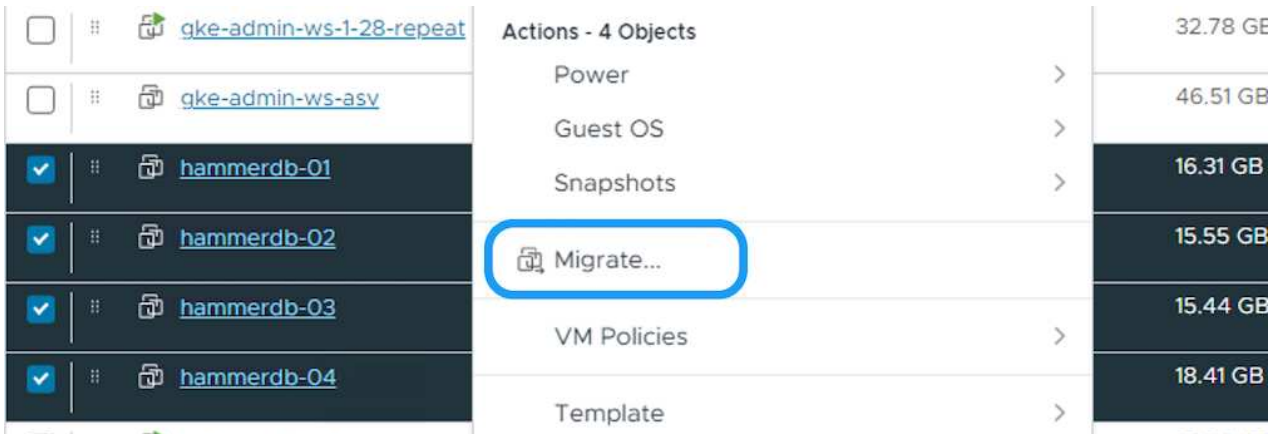 gke-admin-ws-1-28-repeat
Actions - 4 Objects
32.78 GB
Power
gke-admin-ws-asv
46.51 GB
Guest OS
hammerdb-01
Snapshots
16.31 GB
hammerdb-02
Migrate...
15.55 GB
hammerdb-03
VM Policies
15.44 GB
hammerdb-04
18.41 GB
Template